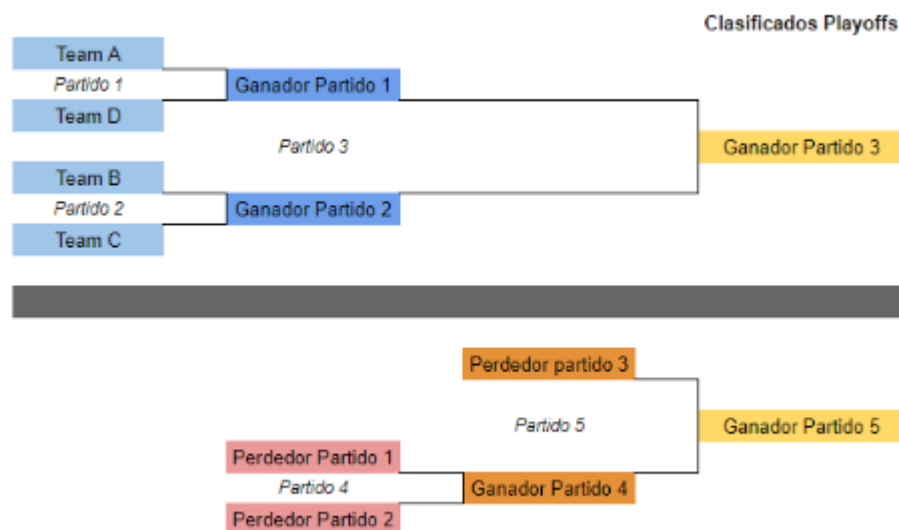 Clasificados Playoffs
Team A
Partido 1
Ganador Partido 1
Team D
Partido 3
Ganador Partido 3
Team B
Partido 2
Ganador Partido 2
Team C
Perdedor partido 3
Partido 5
Ganador Partido 5
Perdedor Partido 1
Partido 4
Ganador Partido 4
Perdedor Partido 2